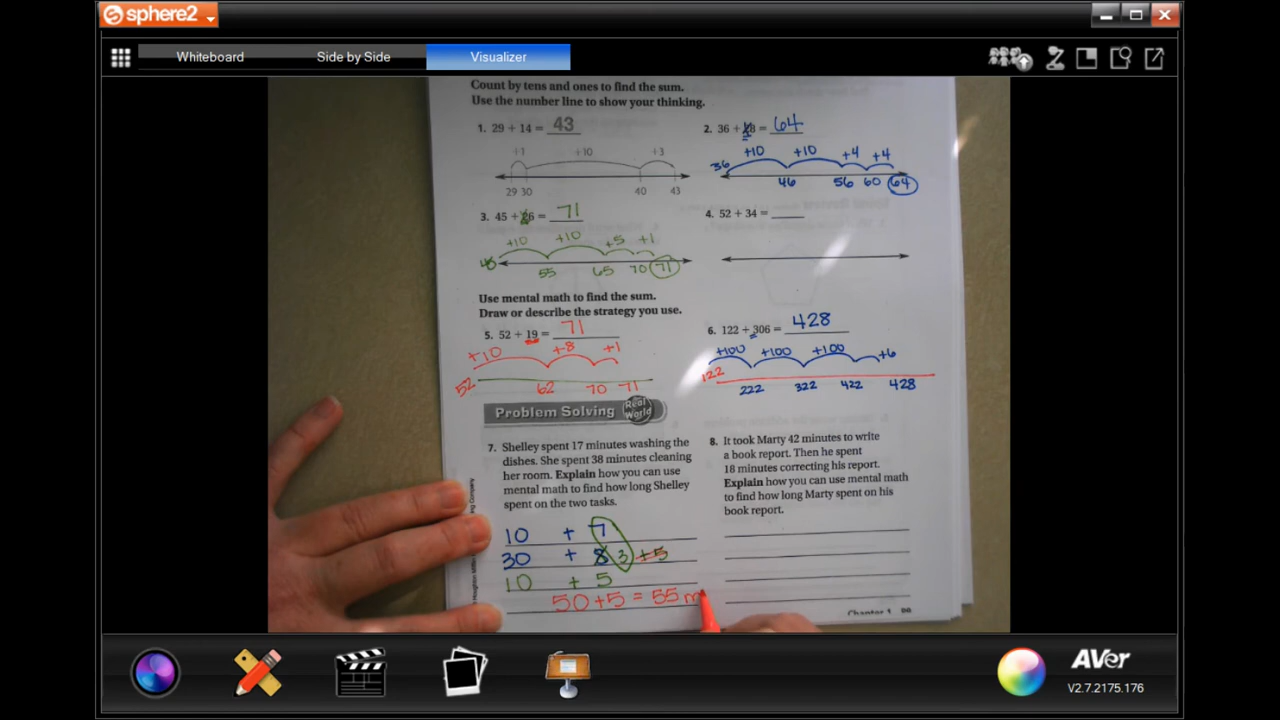 sphere2
Whiteboard
Side by Side
Visualizer
Count by tens and ones to find the sum.
Use the number line to show your thinking.
1. 29 + 14 = 43
+1 +10 +3
29 30 40 43
2. 36 + 28 = 64
+10 +10 +4 +4
36 46 56 60 64
3. 45 + 26 = 71
+10 +10 +5 +1
45 55 65 70 71
4. 52 + 34 =
Use mental math to find the sum.
Draw or describe the strategy you use.
5. 52 + 19 = 71
+10 +8 +1
52 62 70 71
6. 122 + 306 = 428
+100 +100 +100 +6
122 222 322 422 428
Problem Solving Real World
7. Shelley spent 17 minutes washing the
dishes. She spent 38 minutes cleaning
her room. Explain how you can use
mental math to find how long Shelley
spent on the two tasks.
10 + 7
30 + 8 3 + 5
10 + 5
50 + 5 = 55 m
8. It took Marty 42 minutes to write
a book report. Then he spent
18 minutes correcting his report.
Explain how you can use mental math
to find how long Marty spent on his
book report.
Chapter 1
AVer
V2.7.2175.176